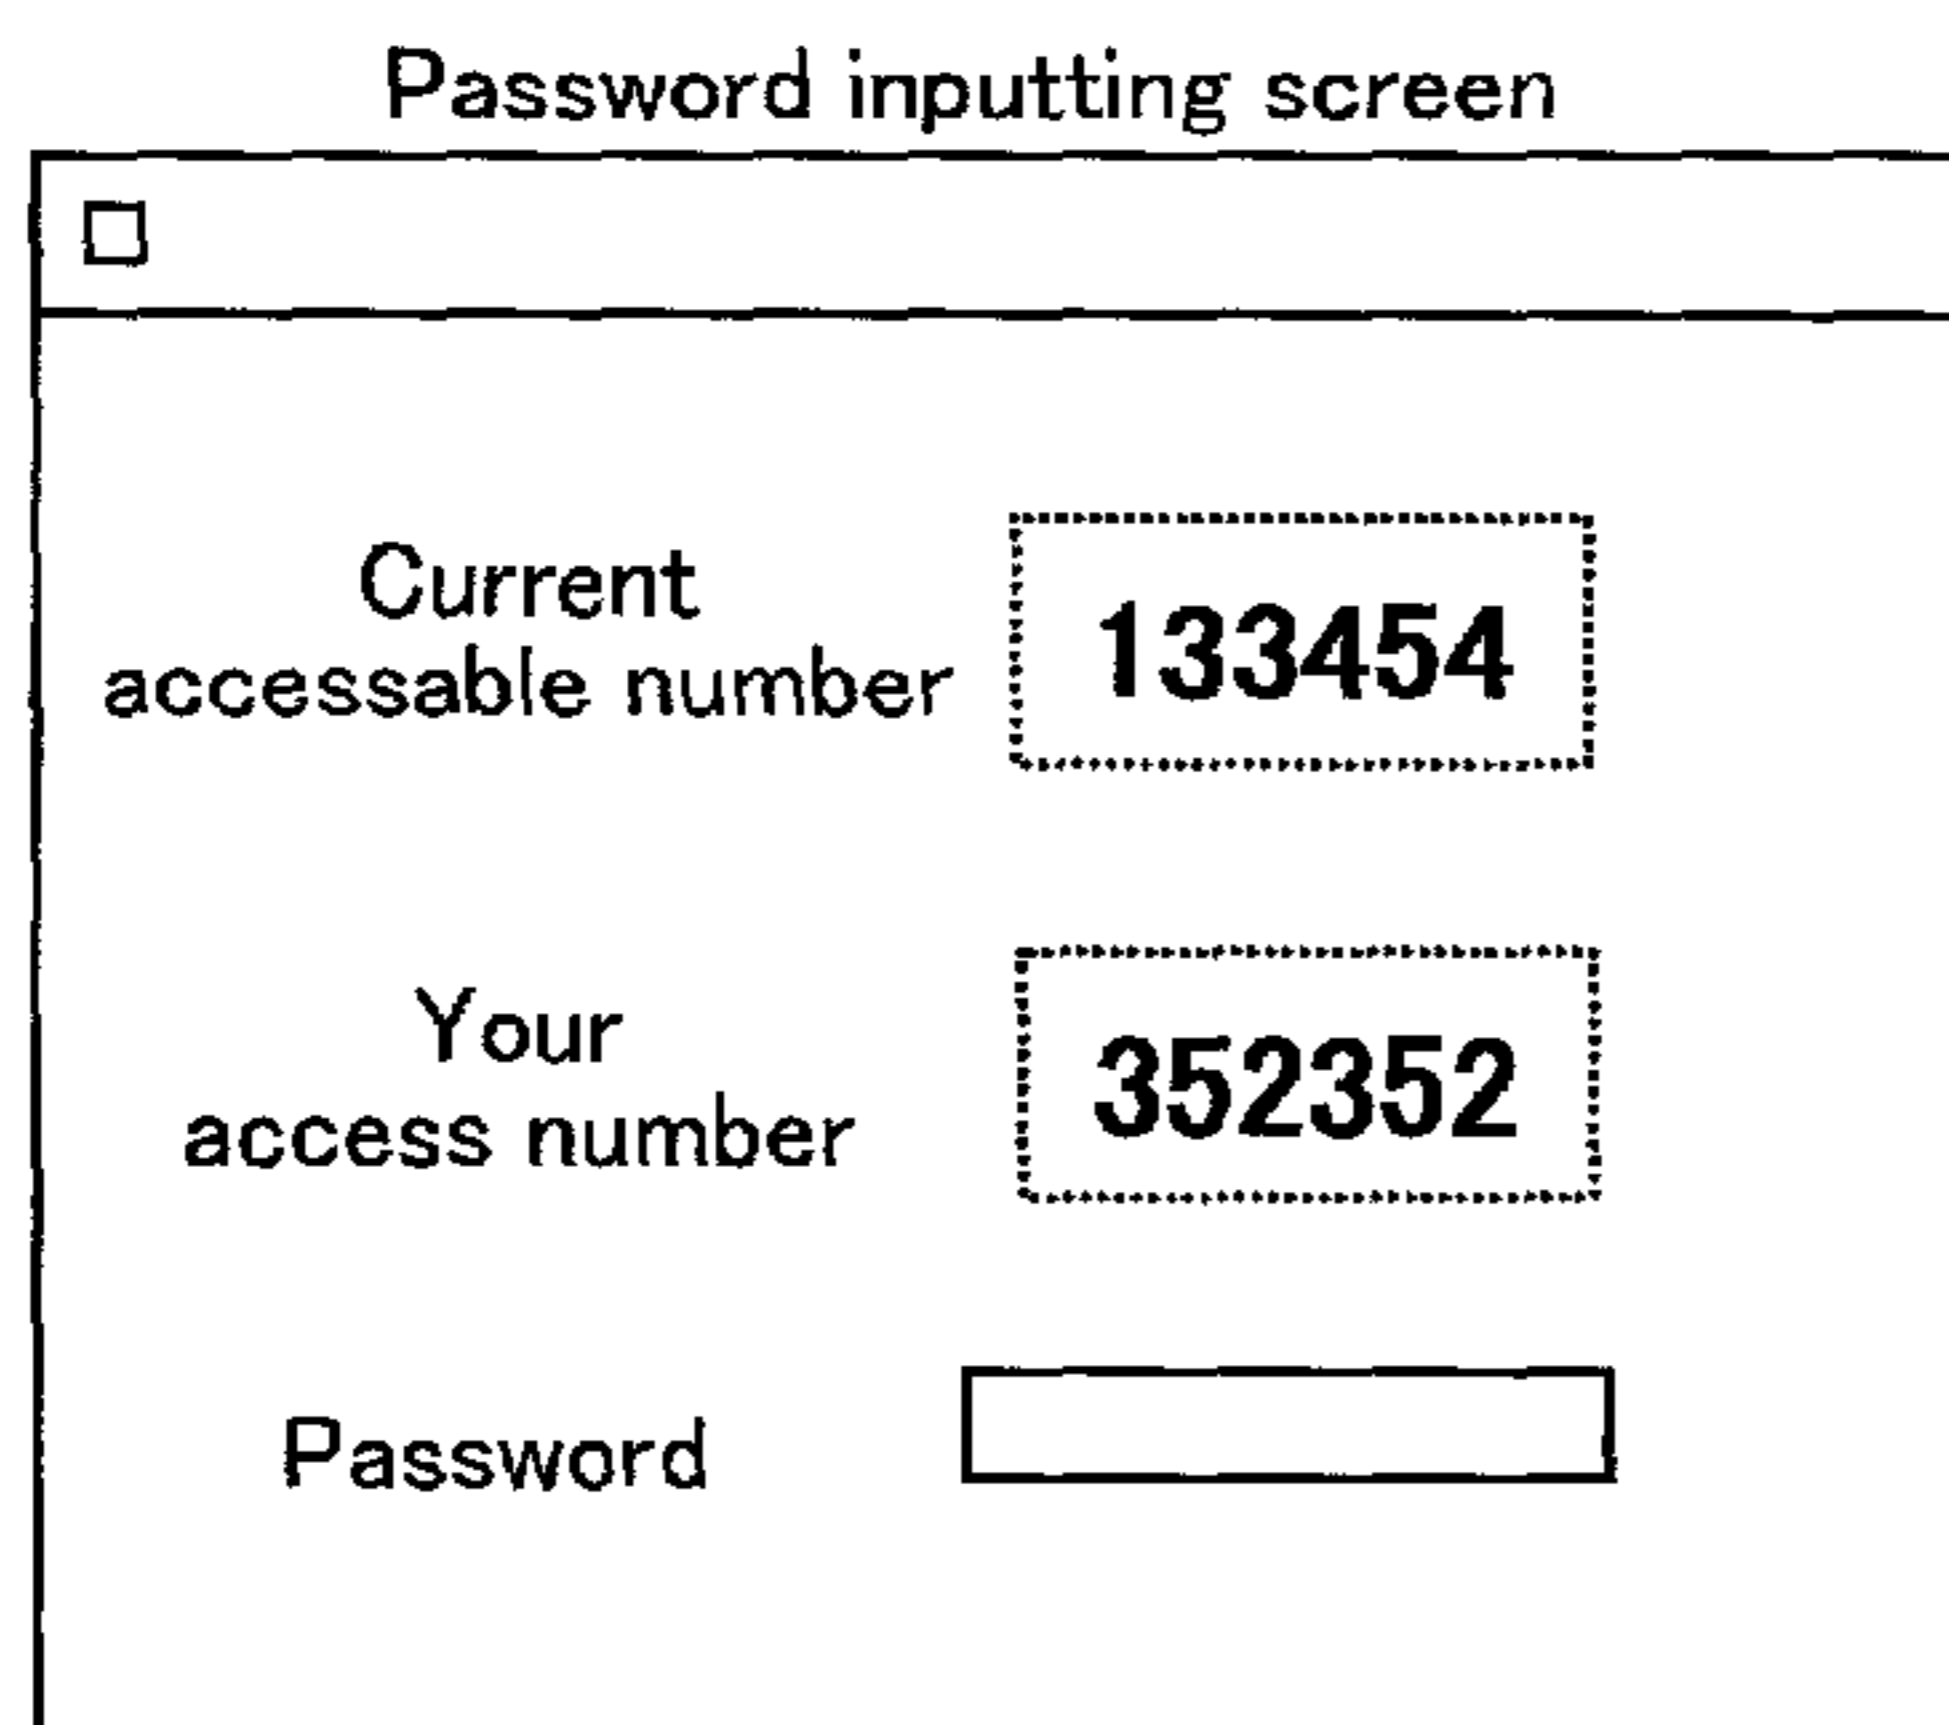 Password inputting screen
Current
accessable number
133454
Your
access number
352352
Password